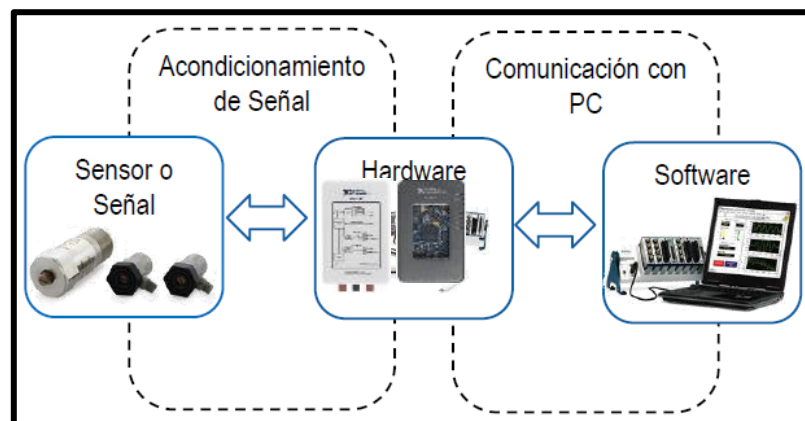 Acondicionamiento
de Señal
Comunicación con
PC
Sensor o
Señal
Hardware
Software